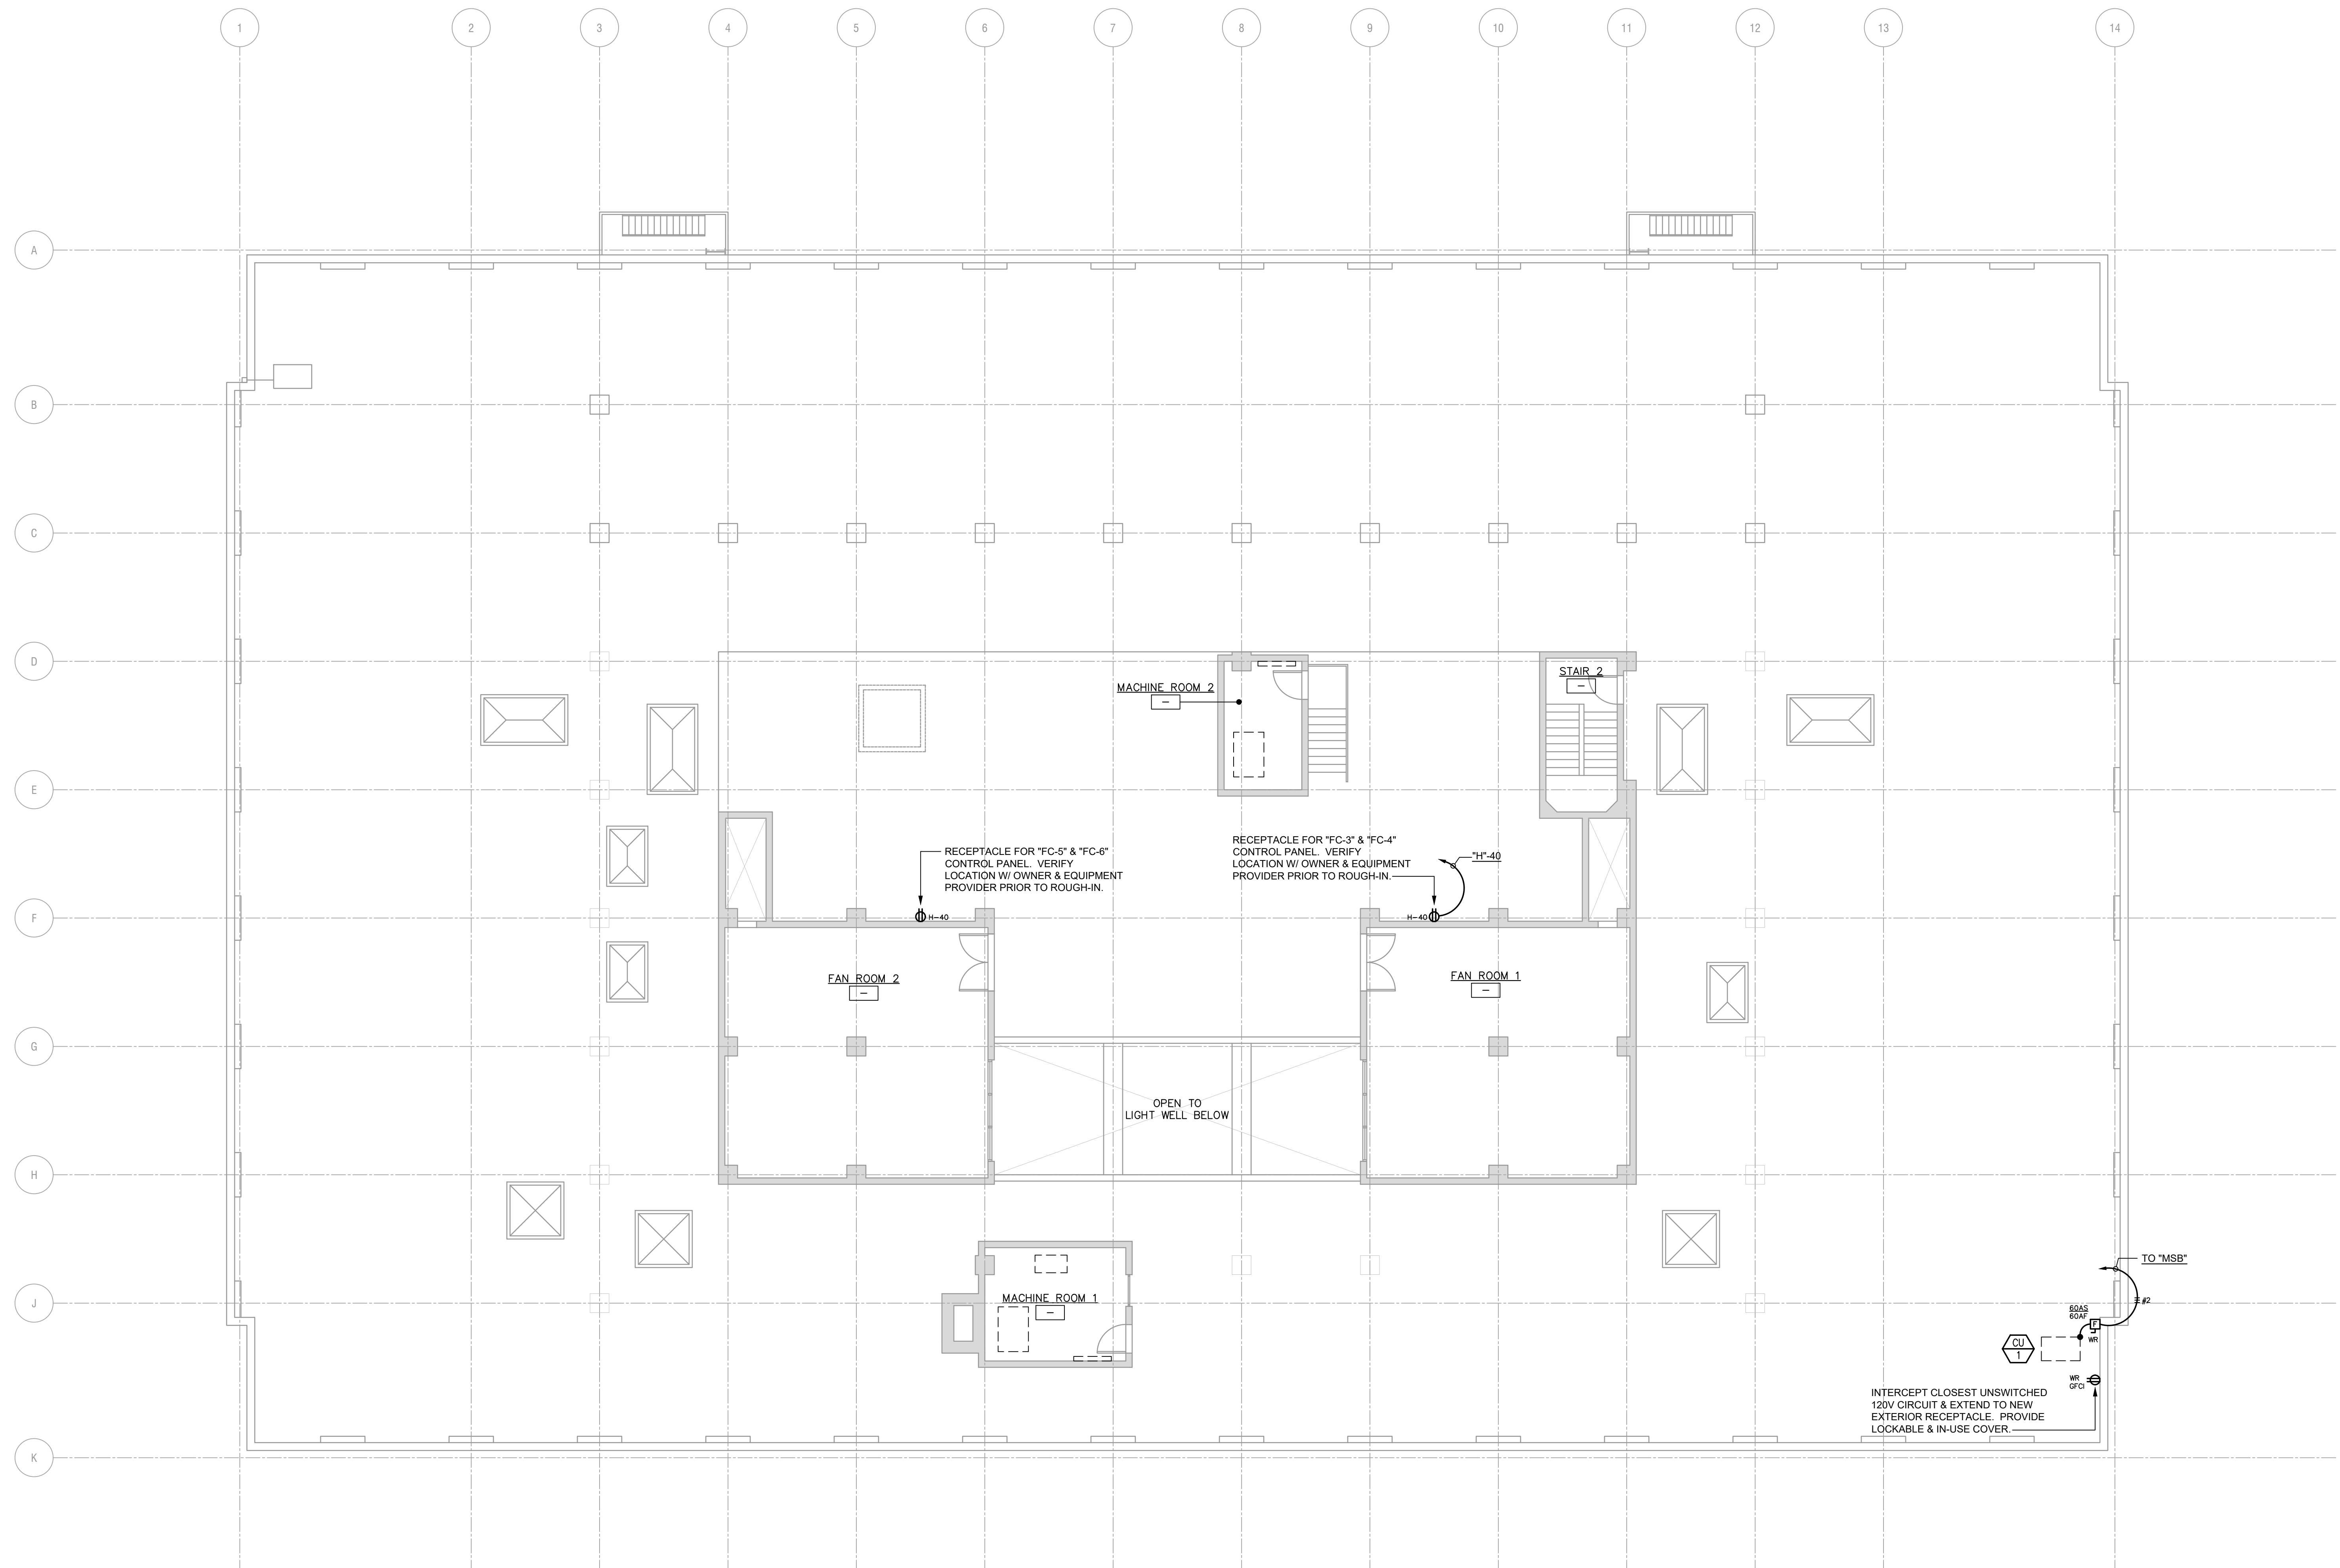 1 2 3 4 5 6 7 8 9 10 11 12 13 14
A
B
C
D
E
F
G
H
J
K
MACHINE ROOM 2
–
STAIR 2
–
RECEPTACLE FOR "FC-5" & "FC-6"
CONTROL PANEL. VERIFY
LOCATION W/ OWNER & EQUIPMENT
PROVIDER PRIOR TO ROUGH-IN.
H-40
RECEPTACLE FOR "FC-3" & "FC-4"
CONTROL PANEL. VERIFY
LOCATION W/ OWNER & EQUIPMENT
PROVIDER PRIOR TO ROUGH-IN.
"H"-40
H-40
FAN ROOM 2
–
FAN ROOM 1
–
OPEN TO
LIGHT WELL BELOW
MACHINE ROOM 1
–
TO "MSB"
#2
60AS
60AF
F
WR
CU
1
WR
GFCI
INTERCEPT CLOSEST UNSWITCHED
120V CIRCUIT & EXTEND TO NEW
EXTERIOR RECEPTACLE. PROVIDE
LOCKABLE & IN-USE COVER.